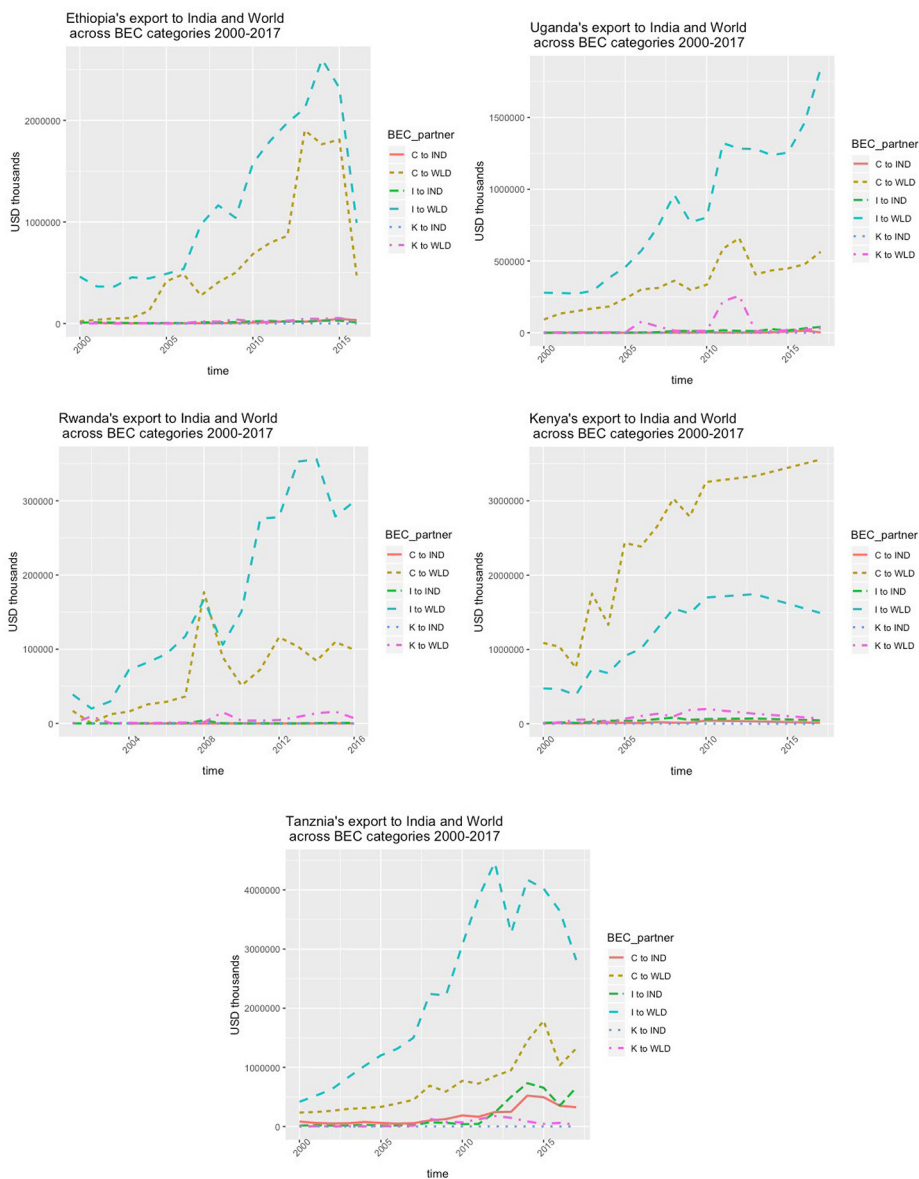 Ethiopia's export to India and World
across BEC categories 2000-2017
2000000
1000000
0
USD thousands
2000
2005
2010
2015
time
BEC_partner
C to IND
C to WLD
I to IND
I to WLD
K to IND
K to WLD
Uganda's export to India and World
across BEC categories 2000-2017
1500000
1000000
500000
0
USD thousands
2000
2005
2010
2015
time
BEC_partner
C to IND
C to WLD
I to IND
I to WLD
K to IND
K to WLD
Rwanda's export to India and World
across BEC categories 2000-2017
300000
200000
100000
0
USD thousands
2004
2008
2012
2016
time
BEC_partner
C to IND
C to WLD
I to IND
I to WLD
K to IND
K to WLD
Kenya's export to India and World
across BEC categories 2000-2017
3000000
2000000
1000000
0
USD thousands
2000
2005
2010
2015
time
BEC_partner
C to IND
C to WLD
I to IND
I to WLD
K to IND
K to WLD
Tanznia's export to India and World
across BEC categories 2000-2017
4000000
3000000
2000000
1000000
0
USD thousands
2000
2005
2010
2015
time
BEC_partner
C to IND
C to WLD
I to IND
I to WLD
K to IND
K to WLD